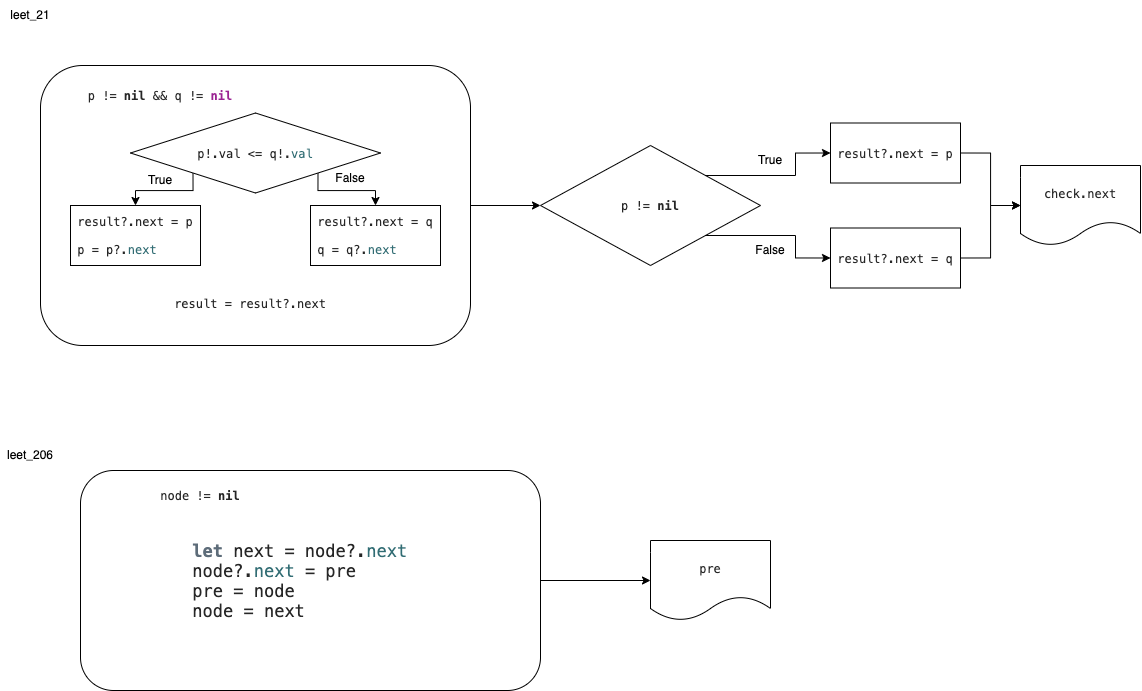 leet_21
p != nil && q != nil
p!.val <= q!.val
True
False
result?.next = p
p = p?.next
result?.next = q
q = q?.next
result = result?.next
p != nil
True
False
result?.next = p
result?.next = q
check.next
leet_206
node != nil
let next = node?.next
node?.next = pre
pre = node
node = next
pre